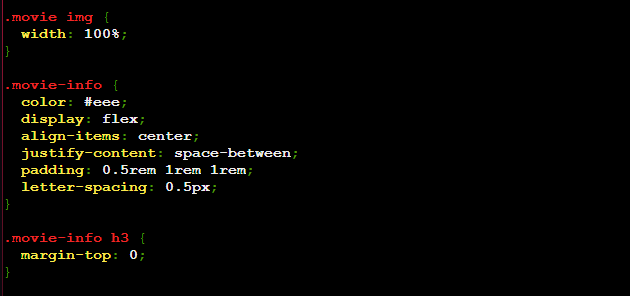 .movie img {
  width: 100%;
}

.movie-info {
  color: #eee;
  display: flex;
  align-items: center;
  justify-content: space-between;
  padding: 0.5rem 1rem 1rem;
  letter-spacing: 0.5px;
}

.movie-info h3 {
  margin-top: 0;
}